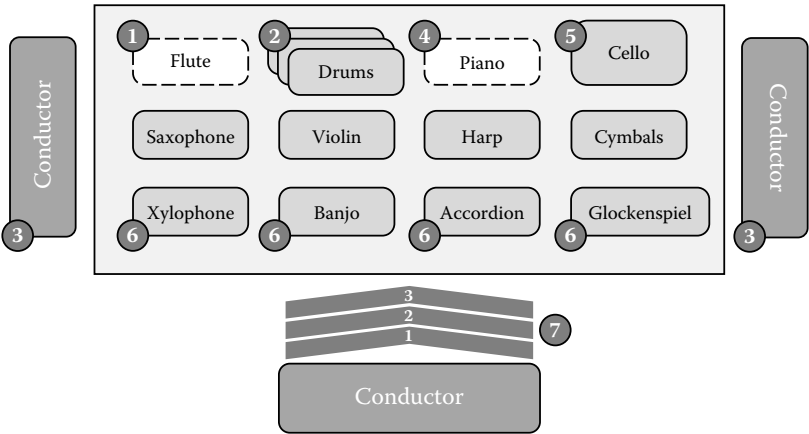 1
Flute
2
Drums
4
Piano
5
Cello
Conductor
3
Saxophone
Violin
Harp
Cymbals
Xylophone
6
Banjo
6
Accordion
6
Glockenspiel
6
Conductor
3
3
2
1
7
Conductor